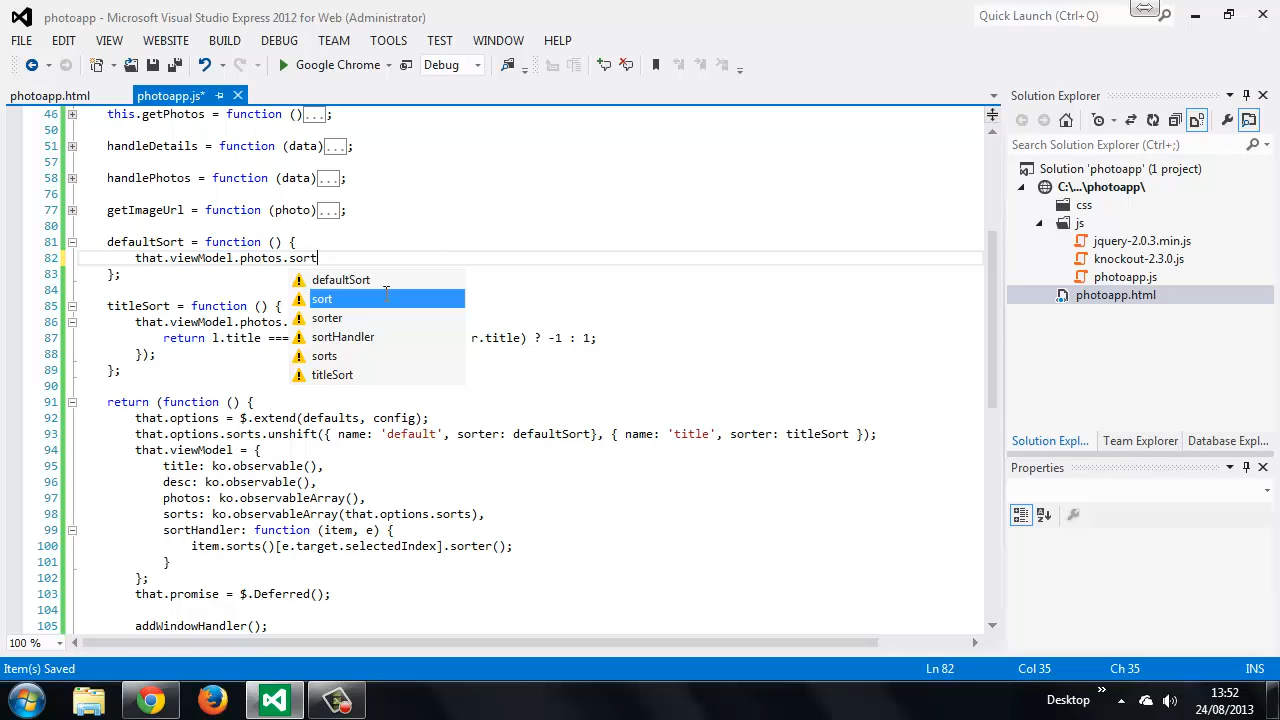 photoapp - Microsoft Visual Studio Express 2012 for Web (Administrator)
Quick Launch (Ctrl+Q)
FILE EDIT VIEW WEBSITE BUILD DEBUG TEAM TOOLS TEST WINDOW HELP
Google Chrome Debug
photoapp.html photoapp.js*
46 this.getPhotos = function ()...;
50
51 handleDetails = function (data)...;
57
58 handlePhotos = function (data)...;
76
77 getImageUrl = function (photo)...;
80
81 defaultSort = function () {
82 that.viewModel.photos.sort
83 };
84
85 titleSort = function () {
86 that.viewModel.photos.
87 return l.title === r.title) ? -1 : 1;
88 });
89 };
90
91 return (function () {
92 that.options = $.extend(defaults, config);
93 that.options.sorts.unshift({ name: 'default', sorter: defaultSort}, { name: 'title', sorter: titleSort });
94 that.viewModel = {
95 title: ko.observable(),
96 desc: ko.observable(),
97 photos: ko.observableArray(),
98 sorts: ko.observableArray(that.options.sorts),
99 sortHandler: function (item, e) {
100 item.sorts()[e.target.selectedIndex].sorter();
101 }
102 };
103 that.promise = $.Deferred();
104
105 addWindowHandler();
defaultSort
sort
sorter
sortHandler
sorts
titleSort
100 %
Solution Explorer
Search Solution Explorer (Ctrl+;)
Solution 'photoapp' (1 project)
C:\...\photoapp\
css
js
jquery-2.0.3.min.js
knockout-2.3.0.js
photoapp.js
photoapp.html
Solution Expl... Team Explorer Database Expl...
Properties
Item(s) Saved Ln 82 Col 35 Ch 35 INS
Desktop
13:52
24/08/2013